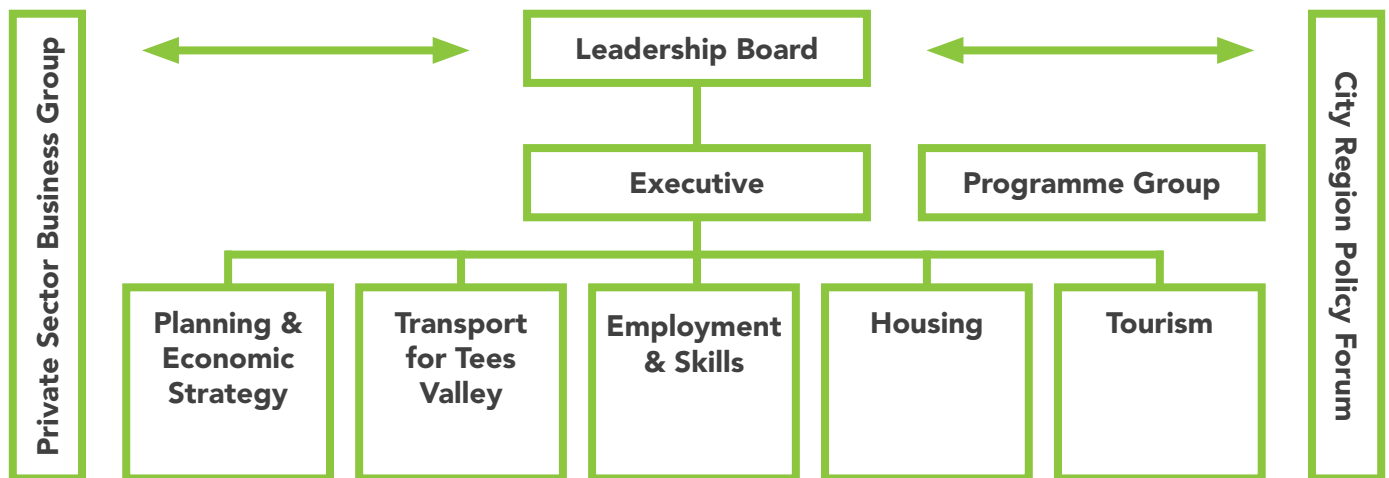 Private Sector Business Group
Leadership Board
City Region Policy Forum
Executive
Programme Group
Planning &
Economic
Strategy
Transport
for Tees
Valley
Employment
& Skills
Housing
Tourism